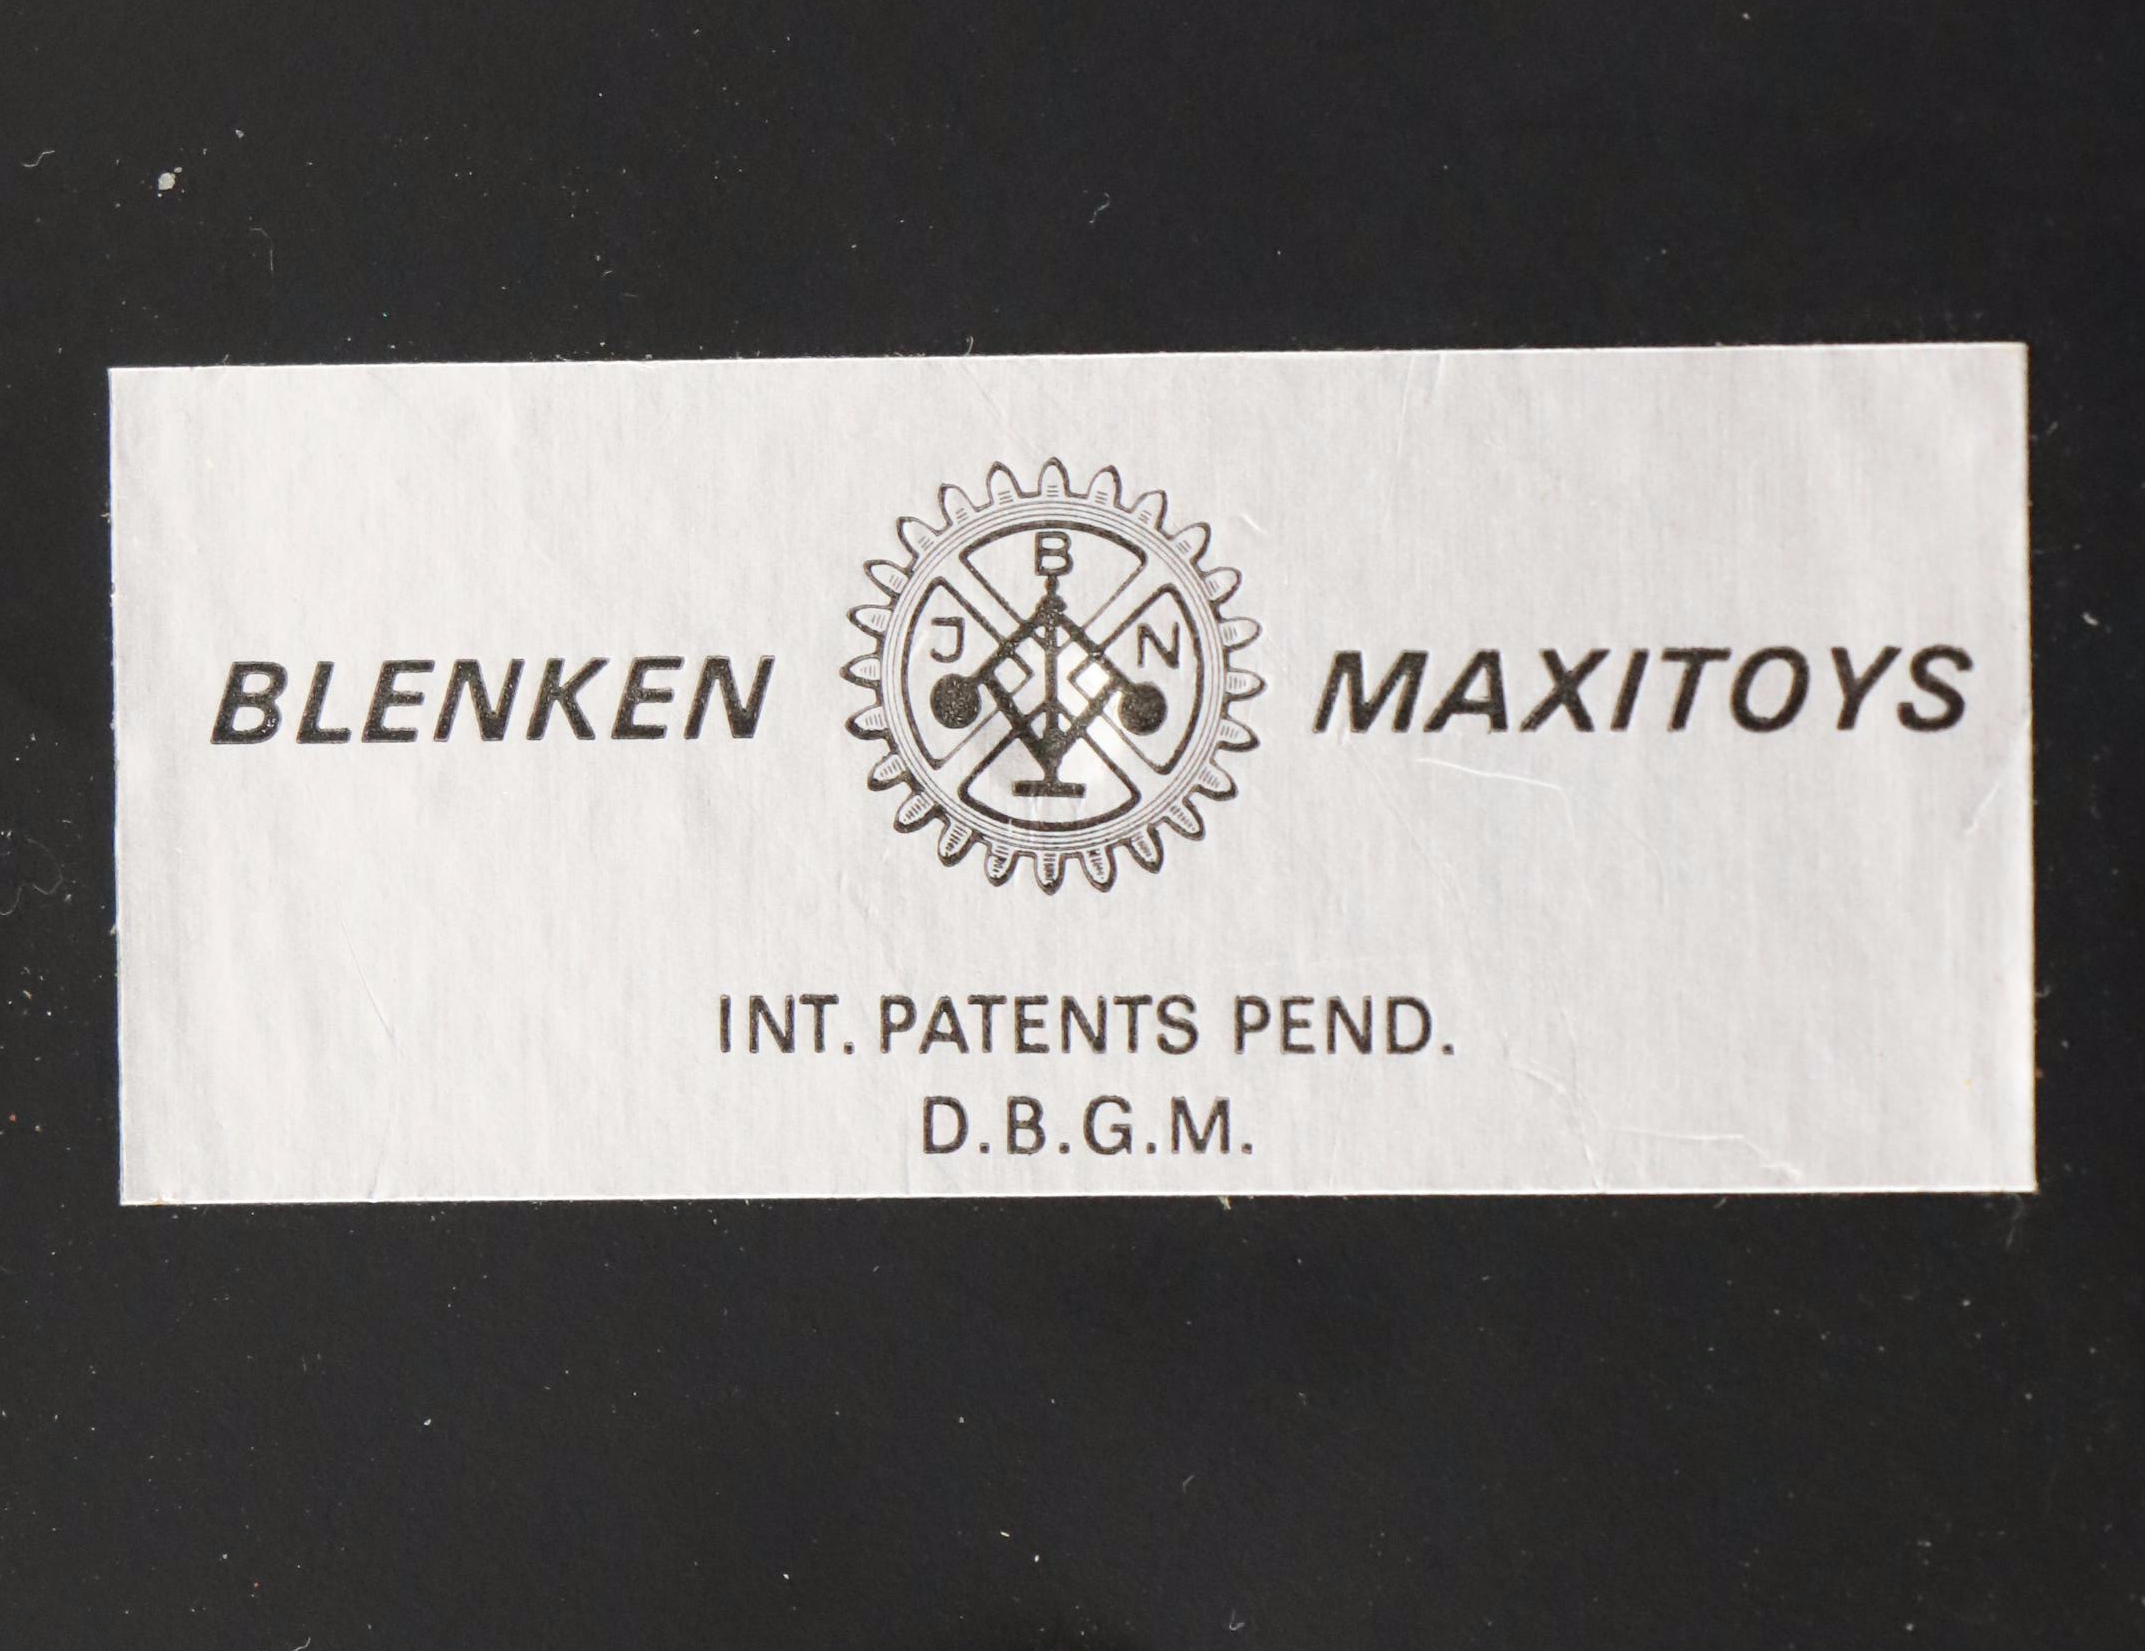 B
J N
BLENKEN MAXITOYS
INT. PATENTS PEND.
D.B.G.M.